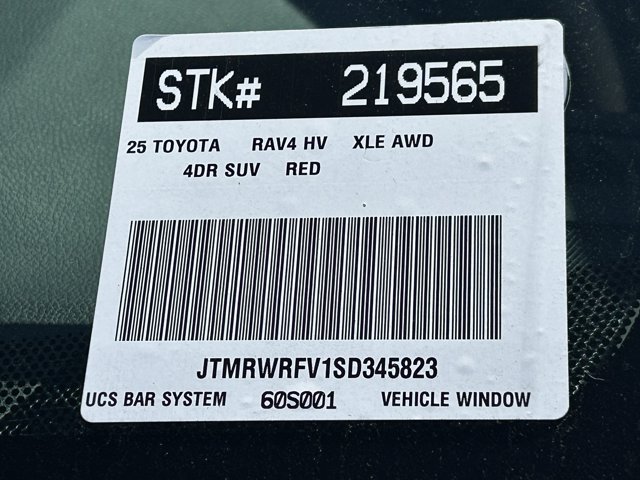 STK# 219565
25 TOYOTA RAV4 HV XLE AWD
4DR SUV RED
JTMRWRFV1SD345823
UCS BAR SYSTEM 60S001 VEHICLE WINDOW